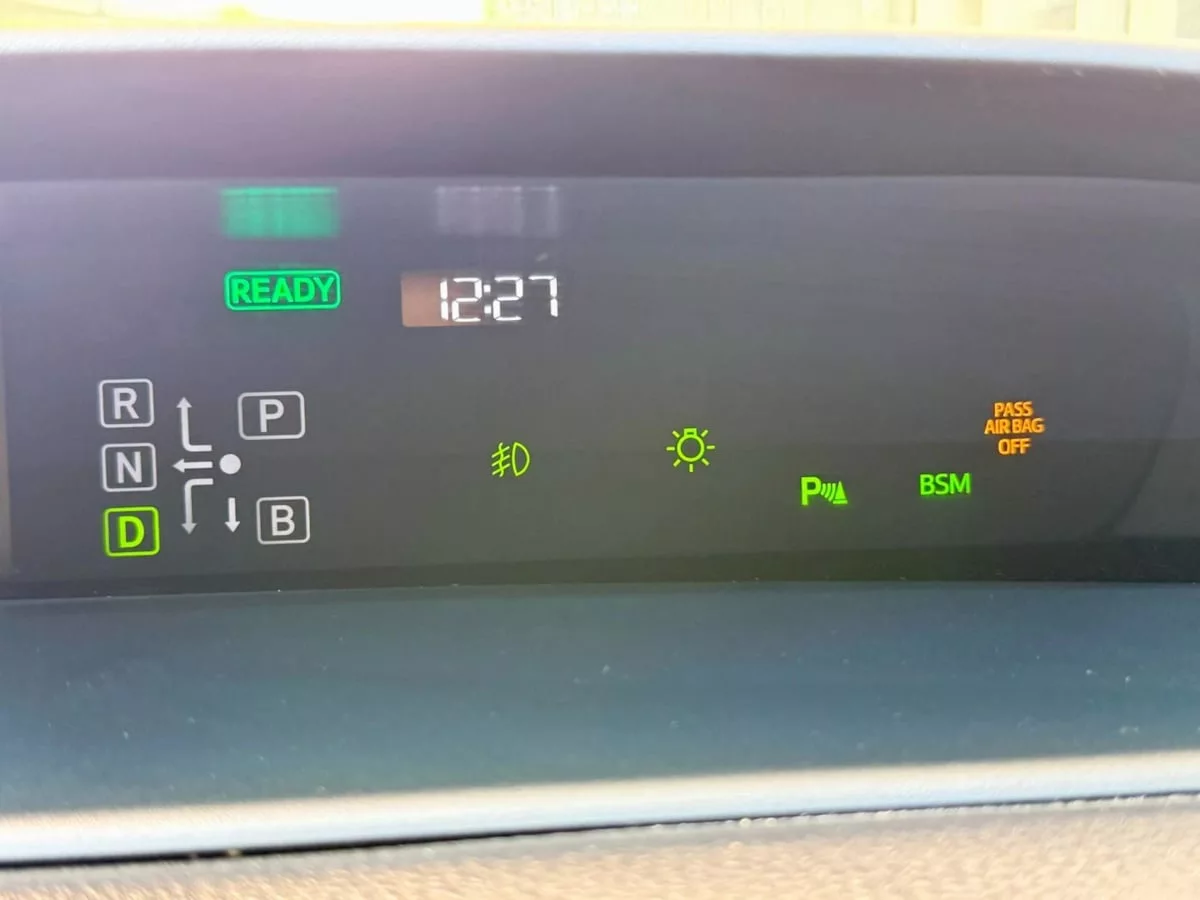 READY
12:27
R
P
N
D
B
P
BSM
PASS
AIR BAG
OFF